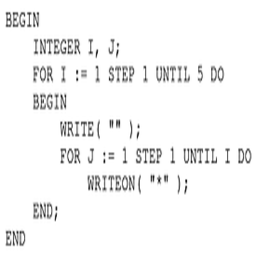 BEGIN
INTEGER I, J;
FOR I := 1 STEP 1 UNTIL 5 DO
BEGIN
WRITE( "" );
FOR J := 1 STEP 1 UNTIL I DO
WRITEON( "*" );
END;
END